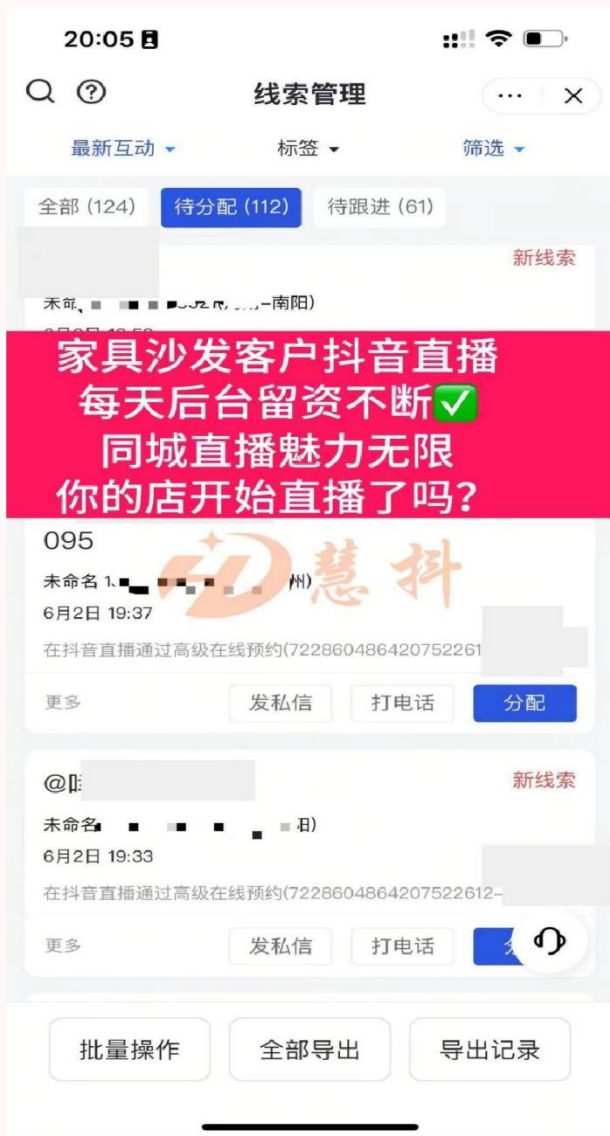 20:05
线索管理
最新互动 标签 筛选
全部 (124) 待分配 (112) 待跟进 (61)
新线索
南阳)
家具沙发客户抖音直播
每天后台留资不断✅
同城直播魅力无限
你的店开始直播了吗?
095
慧抖
未命名 州)
6月2日 19:37
在抖音直播通过高级在线预约(722860486420752261
更多 发私信 打电话 分配
新线索
未命名 阳)
6月2日 19:33
在抖音直播通过高级在线预约(7228604864207522612-
更多 发私信 打电话
批量操作 全部导出 导出记录